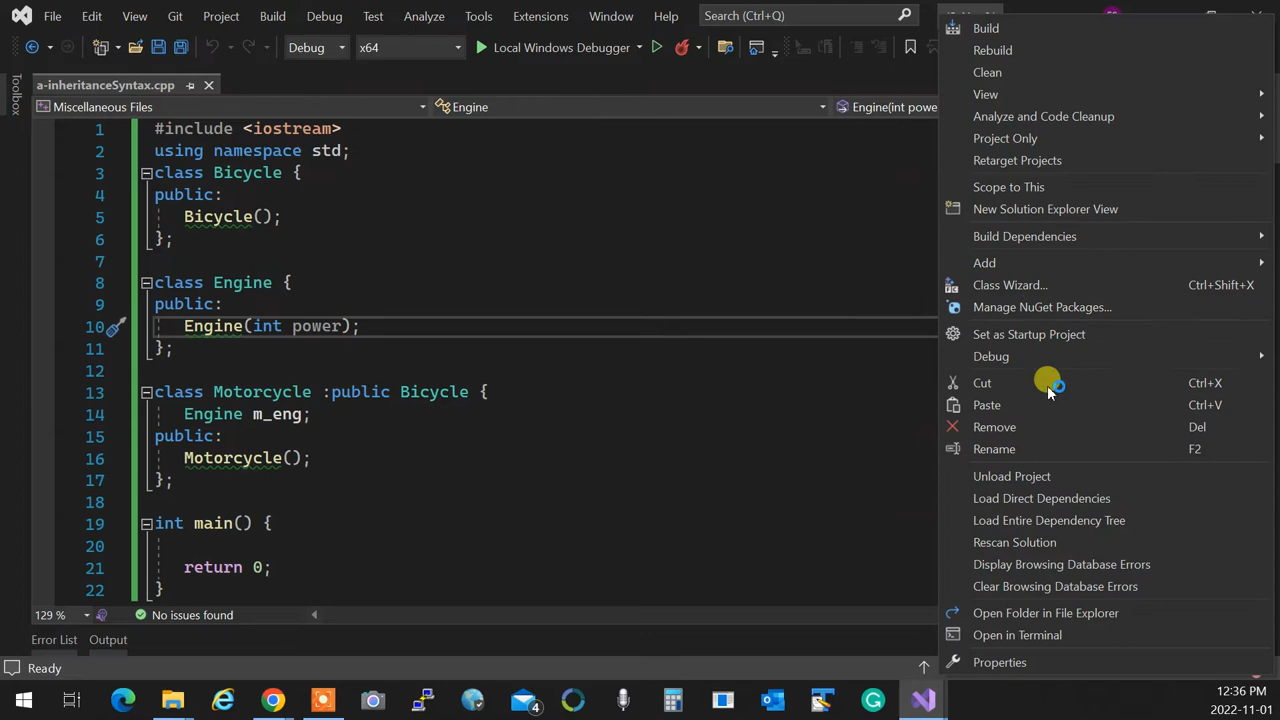 File Edit View Git Project Build Debug Test Analyze Tools Extensions Window Help Search (Ctrl+Q)
Debug x64 Local Windows Debugger
Toolbox
a-inheritanceSyntax.cpp
Miscellaneous Files Engine Engine(int powe
1 #include <iostream>
2 using namespace std;
3 class Bicycle {
4 public:
5 Bicycle();
6 };
7
8 class Engine {
9 public:
10 Engine(int power);
11 };
12
13 class Motorcycle :public Bicycle {
14 Engine m_eng;
15 public:
16 Motorcycle();
17 };
18
19 int main() {
20
21 return 0;
22 }
129 % No issues found
Error List Output
Ready
Build
Rebuild
Clean
View
Analyze and Code Cleanup
Project Only
Retarget Projects
Scope to This
New Solution Explorer View
Build Dependencies
Add
Class Wizard... Ctrl+Shift+X
Manage NuGet Packages...
Set as Startup Project
Debug
Cut Ctrl+X
Paste Ctrl+V
Remove Del
Rename F2
Unload Project
Load Direct Dependencies
Load Entire Dependency Tree
Rescan Solution
Display Browsing Database Errors
Clear Browsing Database Errors
Open Folder in File Explorer
Open in Terminal
Properties
4
12:36 PM
2022-11-01